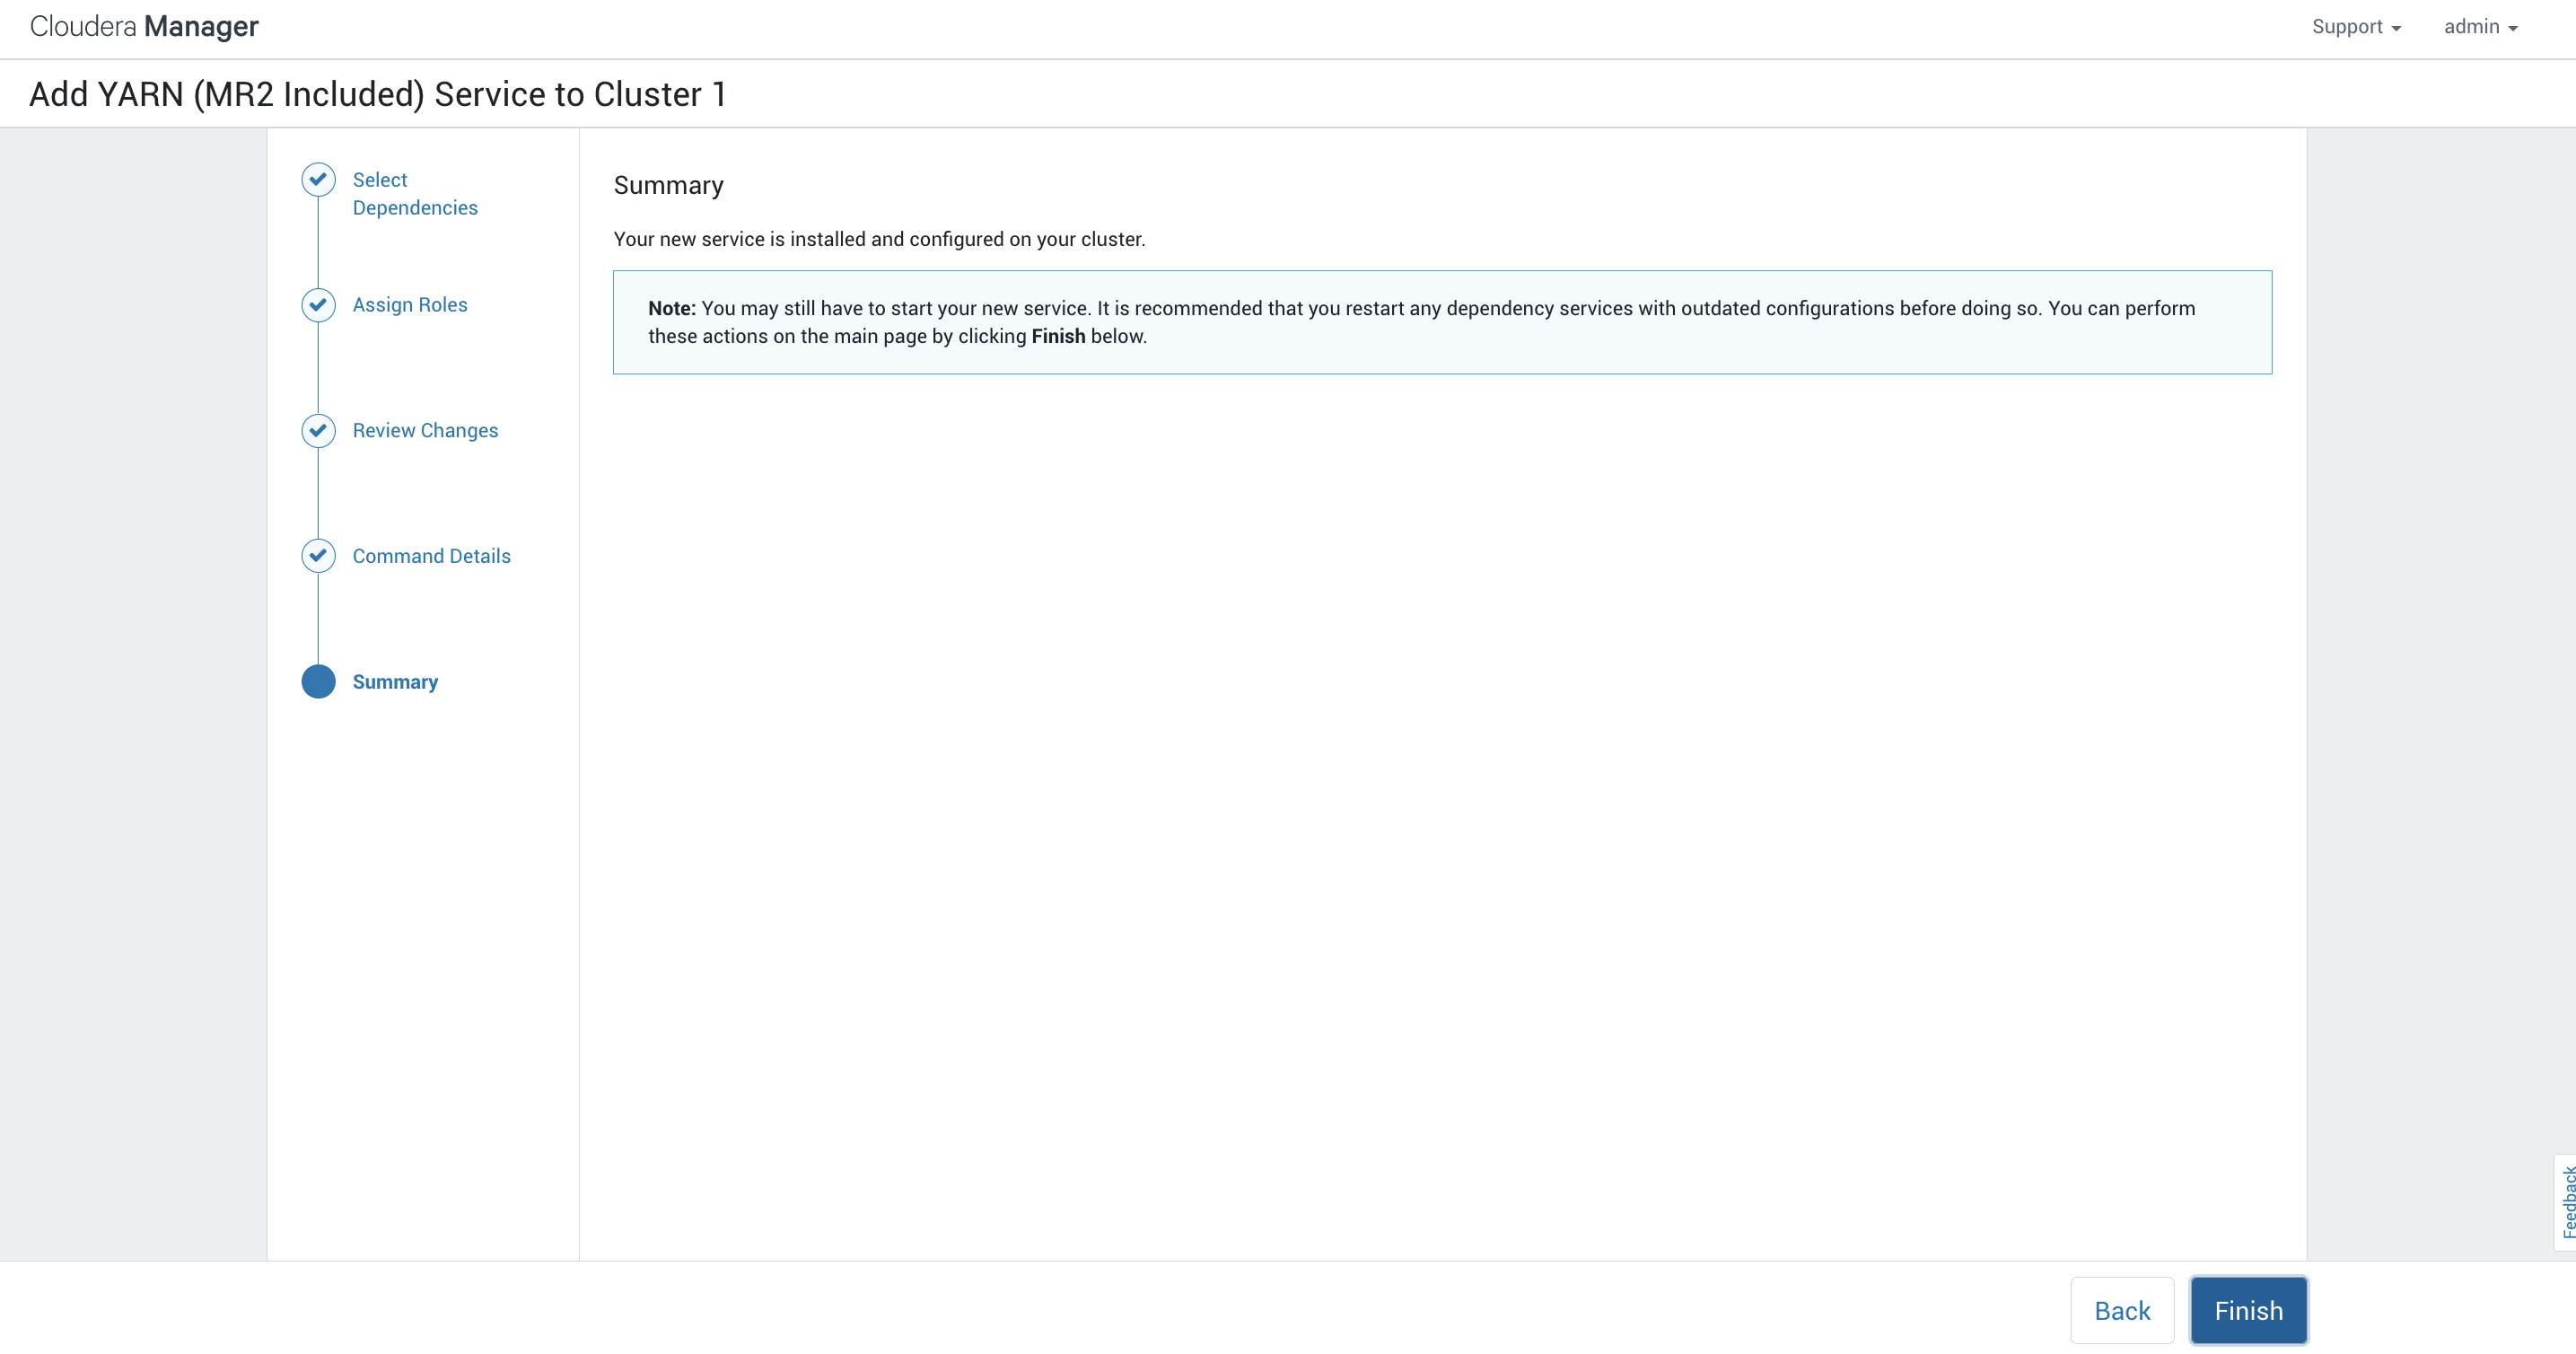 Cloudera Manager
Support
admin
Add YARN (MR2 Included) Service to Cluster 1
Select
Dependencies
Assign Roles
Review Changes
Command Details
Summary
Summary
Your new service is installed and configured on your cluster.
Note: You may still have to start your new service. It is recommended that you restart any dependency services with outdated configurations before doing so. You can perform
these actions on the main page by clicking Finish below.
Feedback
Back
Finish